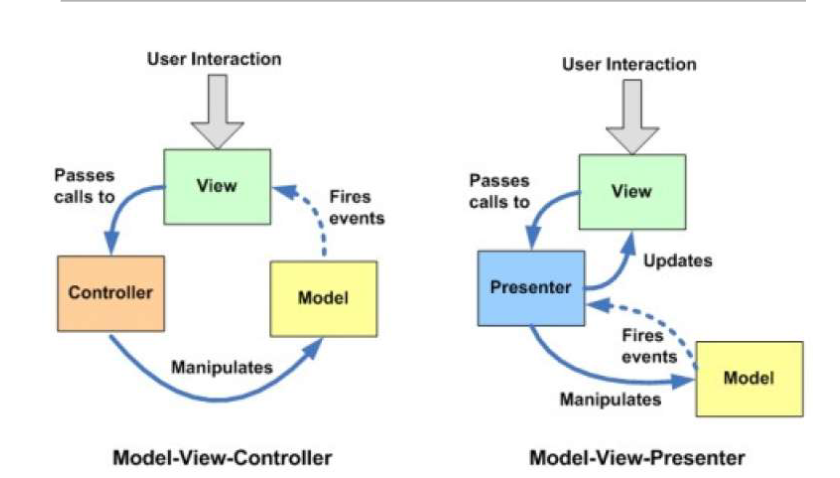 User Interaction
View
Passes
calls to
Fires
events
Controller
Model
Manipulates
Model-View-Controller
User Interaction
View
Passes
calls to
Updates
Presenter
Fires
events
Model
Manipulates
Model-View-Presenter